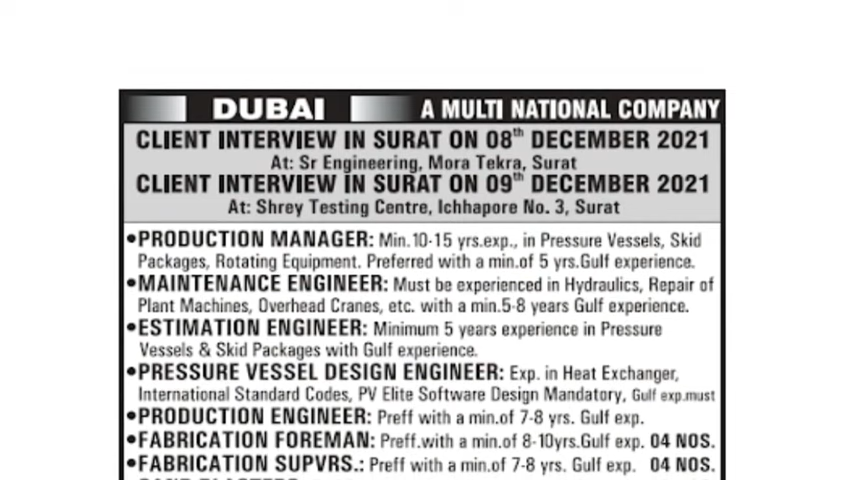 DUBAI A MULTI NATIONAL COMPANY
CLIENT INTERVIEW IN SURAT ON 08th DECEMBER 2021
At: Sr Engineering, Mora Tekra, Surat
CLIENT INTERVIEW IN SURAT ON 09th DECEMBER 2021
At: Shrey Testing Centre, Ichhapore No. 3, Surat
•PRODUCTION MANAGER: Min.10-15 yrs.exp., in Pressure Vessels, Skid
Packages, Rotating Equipment. Preferred with a min.of 5 yrs.Gulf experience.
•MAINTENANCE ENGINEER: Must be experienced in Hydraulics, Repair of
Plant Machines, Overhead Cranes, etc. with a min.5-8 years Gulf experience.
•ESTIMATION ENGINEER: Minimum 5 years experience in Pressure
Vessels & Skid Packages with Gulf experience.
•PRESSURE VESSEL DESIGN ENGINEER: Exp. in Heat Exchanger,
International Standard Codes, PV Elite Software Design Mandatory, Gulf exp.must
•PRODUCTION ENGINEER: Preff with a min.of 7-8 yrs. Gulf exp.
•FABRICATION FOREMAN: Preff.with a min.of 8-10yrs.Gulf exp. 04 NOS.
•FABRICATION SUPVRS.: Preff with a min.of 7-8 yrs. Gulf exp. 04 NOS.